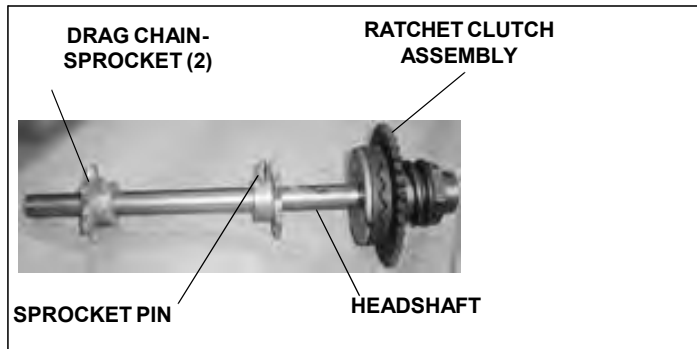 DRAG CHAIN-
SPROCKET (2)
RATCHET CLUTCH
ASSEMBLY
SPROCKET PIN
HEADSHAFT